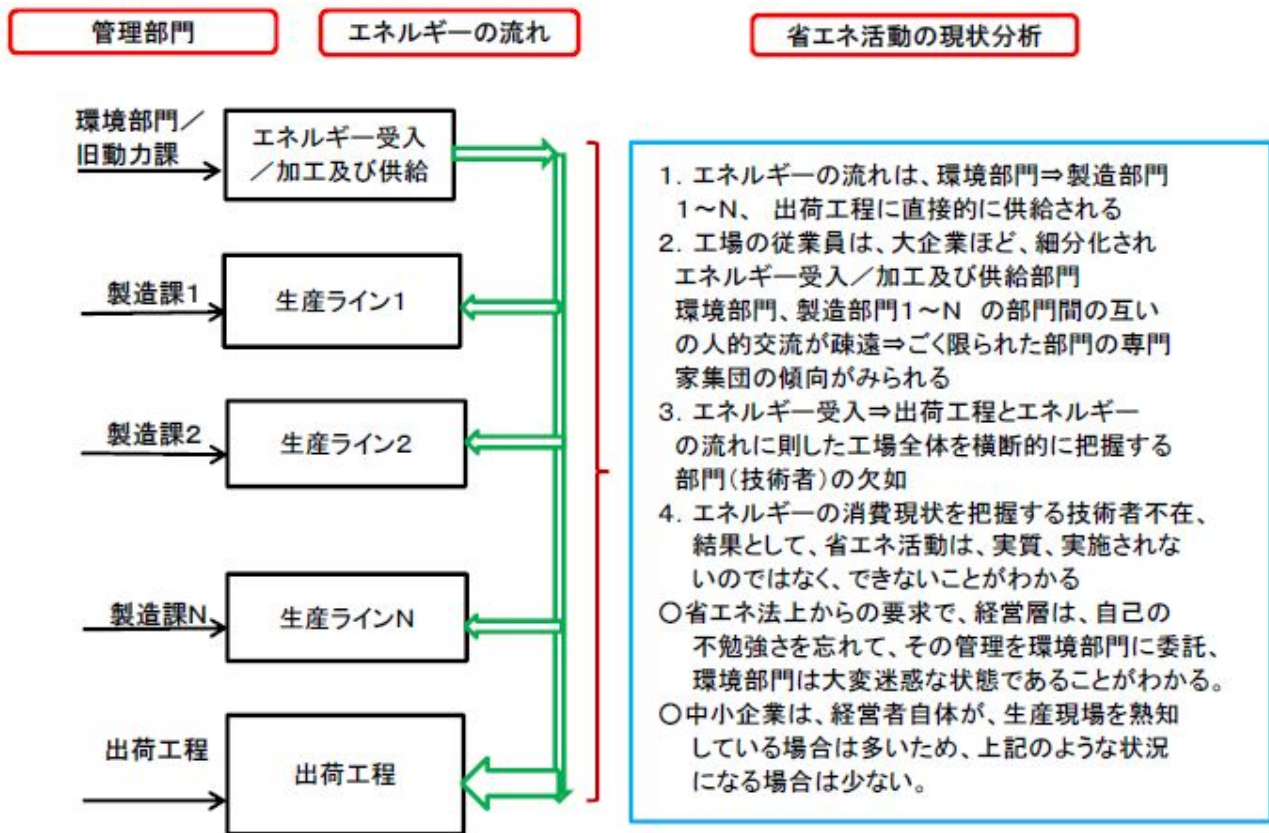 管理部門
エネルギーの流れ
省エネ活動の現状分析
環境部門／
旧動力課
エネルギー受入
／加工及び供給
製造課1
生産ライン1
製造課2
生産ライン2
製造課N
生産ラインN
出荷工程
出荷工程
1．エネルギーの流れは、環境部門⇒製造部門
1～N、 出荷工程に直接的に供給される
2．工場の従業員は、大企業ほど、細分化され
エネルギー受入／加工及び供給部門
環境部門、製造部門1～N の部門間の互い
の人的交流が疎遠⇒ごく限られた部門の専門
家集団の傾向がみられる
3．エネルギー受入⇒出荷工程とエネルギー
の流れに則した工場全体を横断的に把握する
部門（技術者）の欠如
4．エネルギーの消費現状を把握する技術者不在、
結果として、省エネ活動は、実質、実施されな
いのではなく、できないことがわかる
〇省エネ法上からの要求で、経営層は、自己の
不勉強さを忘れて、その管理を環境部門に委託、
環境部門は大変迷惑な状態であることがわかる。
〇中小企業は、経営者自体が、生産現場を熟知
している場合は多いため、上記のような状況
になる場合は少ない。